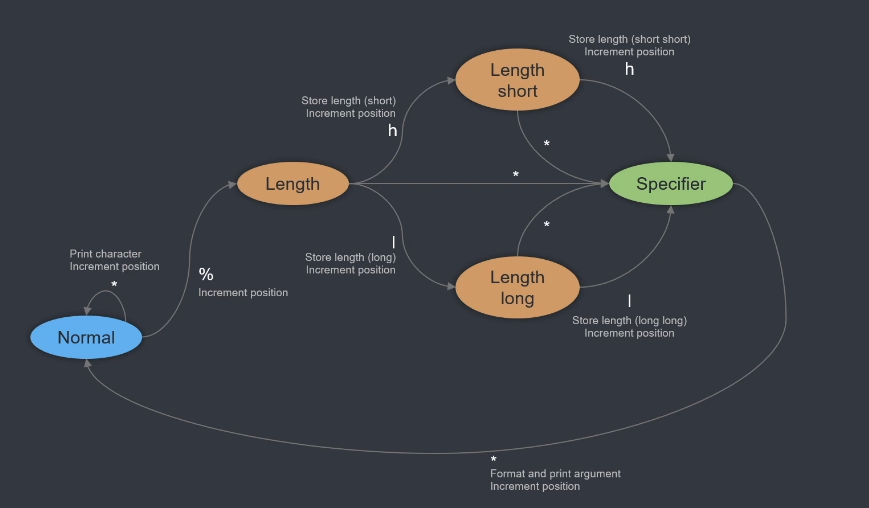 Store length (short short)
Increment position
h
Length
short
Store length (short)
Increment position
h
*
*
Length
Specifier
*
l
Store length (long)
Increment position
Length
long
l
Store length (long long)
Increment position
Print character
Increment position
*
%
Increment position
Normal
*
Format and print argument
Increment position